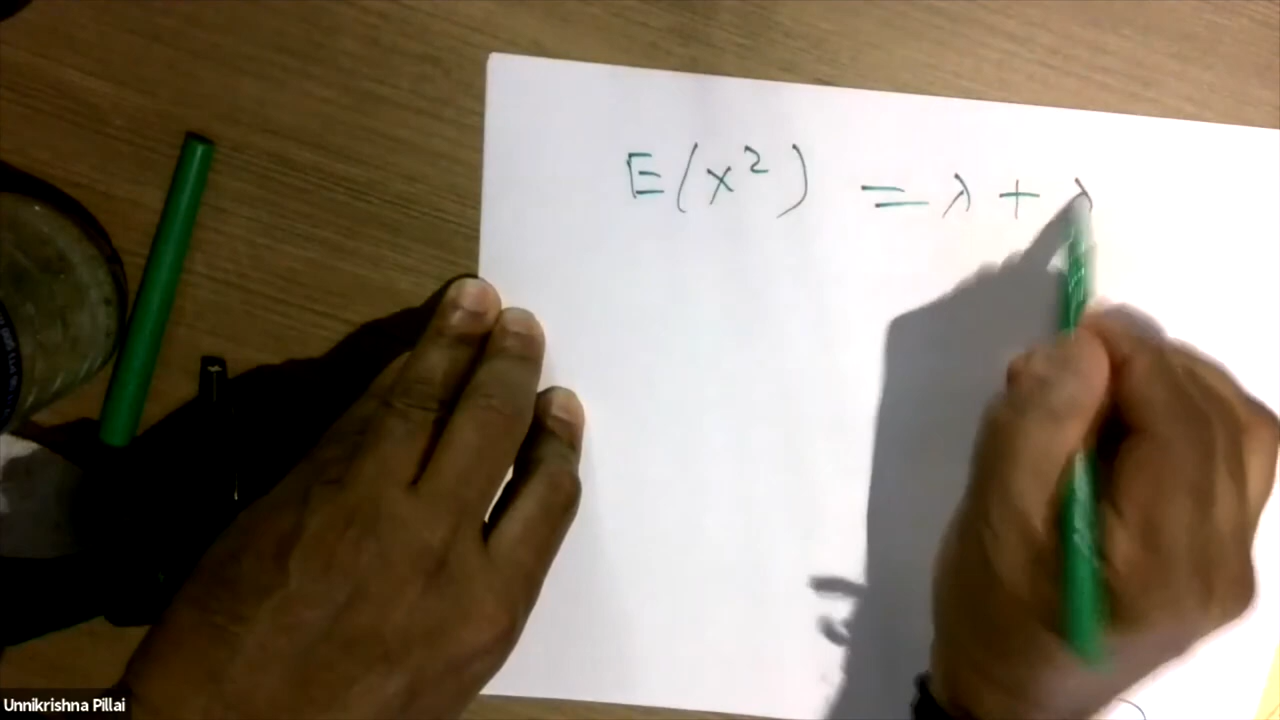 E(x²) = λ + λ
Unnikrishna Pillai